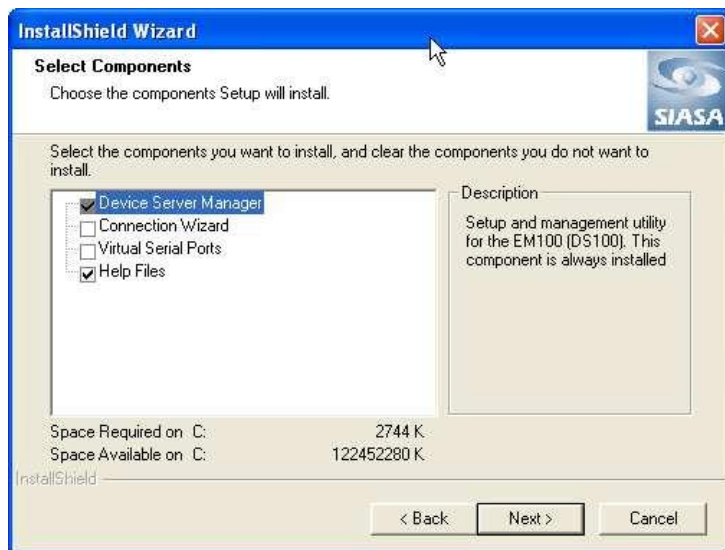 InstallShield Wizard
Select Components
Choose the components Setup will install.
SIASA
Select the components you want to install, and clear the components you do not want to
install.
Device Server Manager
Connection Wizard
Virtual Serial Ports
Help Files
Description
Setup and management utility
for the EM100 (DS100). This
component is always installed
Space Required on  C:    2744 K
Space Available on  C:    122452280 K
InstallShield
< Back    Next >    Cancel